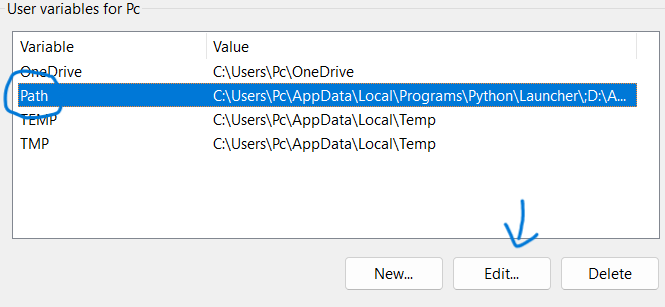 User variables for Pc
Variable Value
OneDrive C:\Users\Pc\OneDrive
Path C:\Users\Pc\AppData\Local\Programs\Python\Launcher\;D:\A...
TEMP C:\Users\Pc\AppData\Local\Temp
TMP C:\Users\Pc\AppData\Local\Temp
New... Edit... Delete